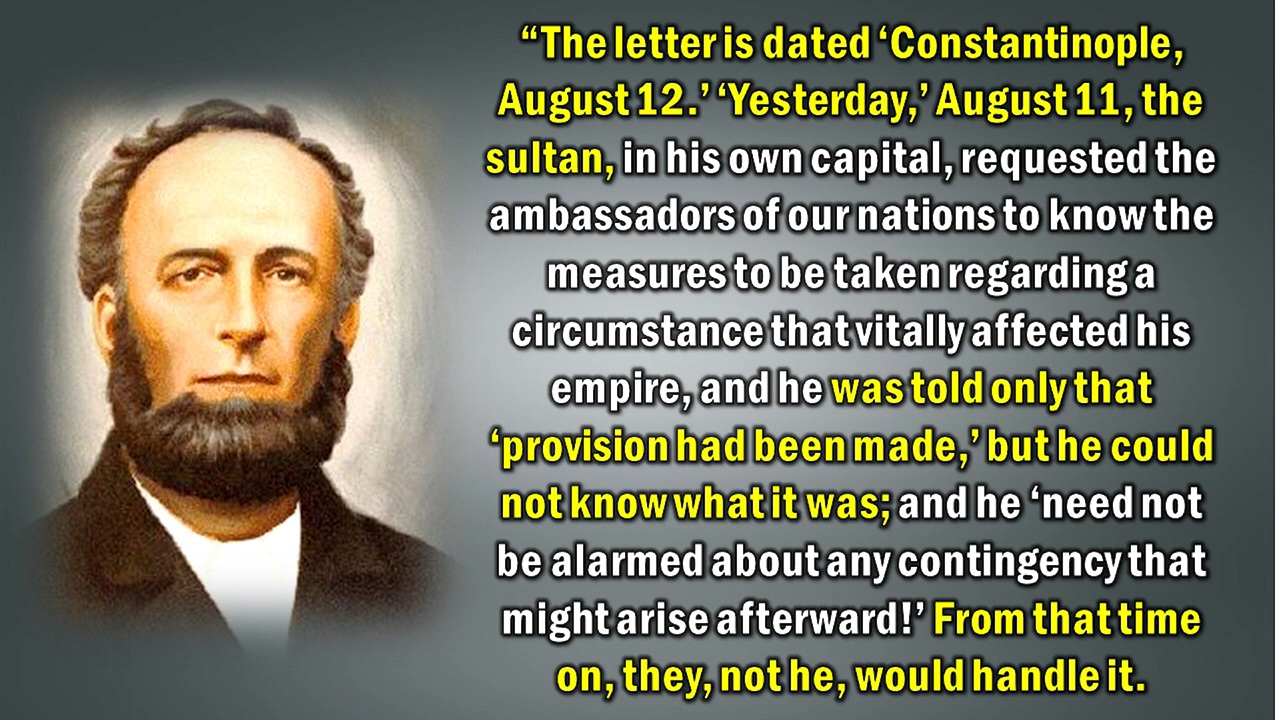 “The letter is dated ‘Constantinople,
August 12.’ ‘Yesterday,’ August 11, the
sultan, in his own capital, requested the
ambassadors of our nations to know the
measures to be taken regarding a
circumstance that vitally affected his
empire, and he was told only that
‘provision had been made,’ but he could
not know what it was; and he ‘need not
be alarmed about any contingency that
might arise afterward!’ From that time
on, they, not he, would handle it.